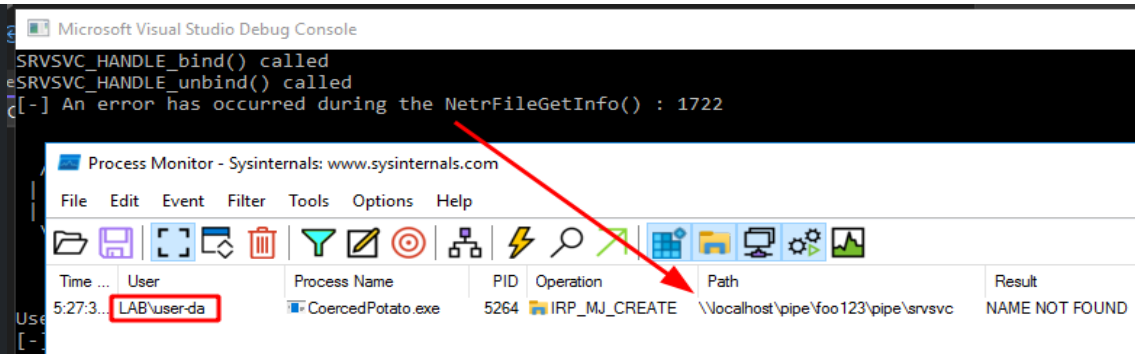 Microsoft Visual Studio Debug Console
SRVSVC_HANDLE_bind() called
SRVSVC_HANDLE_unbind() called
[-] An error has occurred during the NetrFileGetInfo() : 1722
Process Monitor - Sysinternals: www.sysinternals.com
File Edit Event Filter Tools Options Help
Time ... User Process Name PID Operation Path Result
5:27:3... LAB\user-da CoercedPotato.exe 5264 IRP_MJ_CREATE \\localhost\pipe\foo123\pipe\srvsvc NAME NOT FOUND
Use
[-]